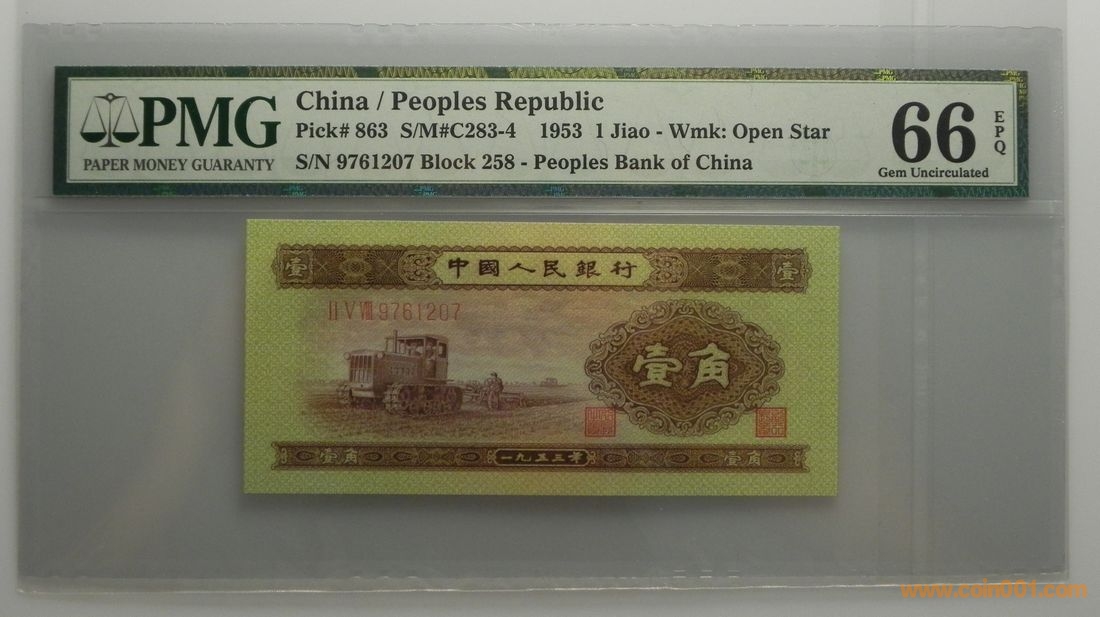 PMG
PAPER MONEY GUARANTY
China / Peoples Republic
Pick# 863 S/M#C283-4 1953 1 Jiao - Wmk: Open Star
S/N 9761207 Block 258 - Peoples Bank of China
66
EPQ
Gem Uncirculated
壹 中國人民銀行 壹
II V VIII 9761207
壹角
壹角 一九五三年 壹角
www.coin001.com